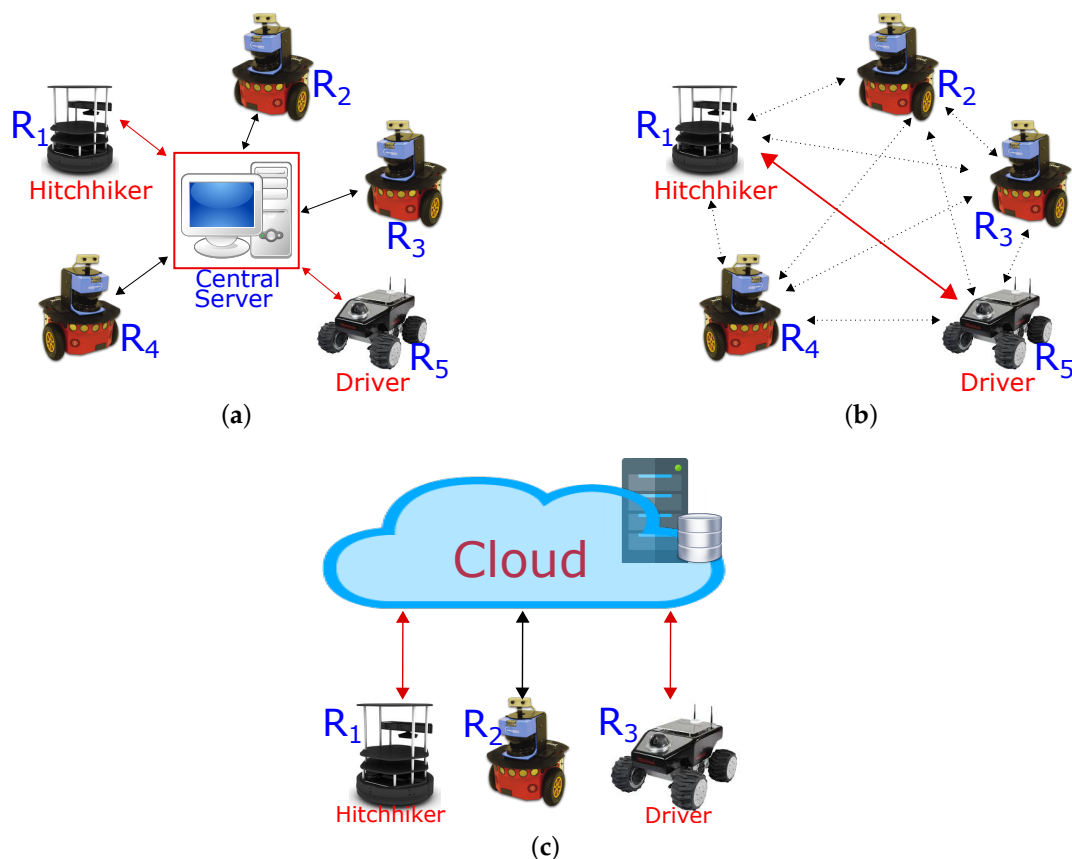 R₂
R₁
Hitchhiker
R₃
Central
Server
R₄
R₅
Driver
(a)
R₂
R₁
Hitchhiker
R₃
R₄
R₅
Driver
(b)
Cloud
R₁
R₂
R₃
Hitchhiker
Driver
(c)